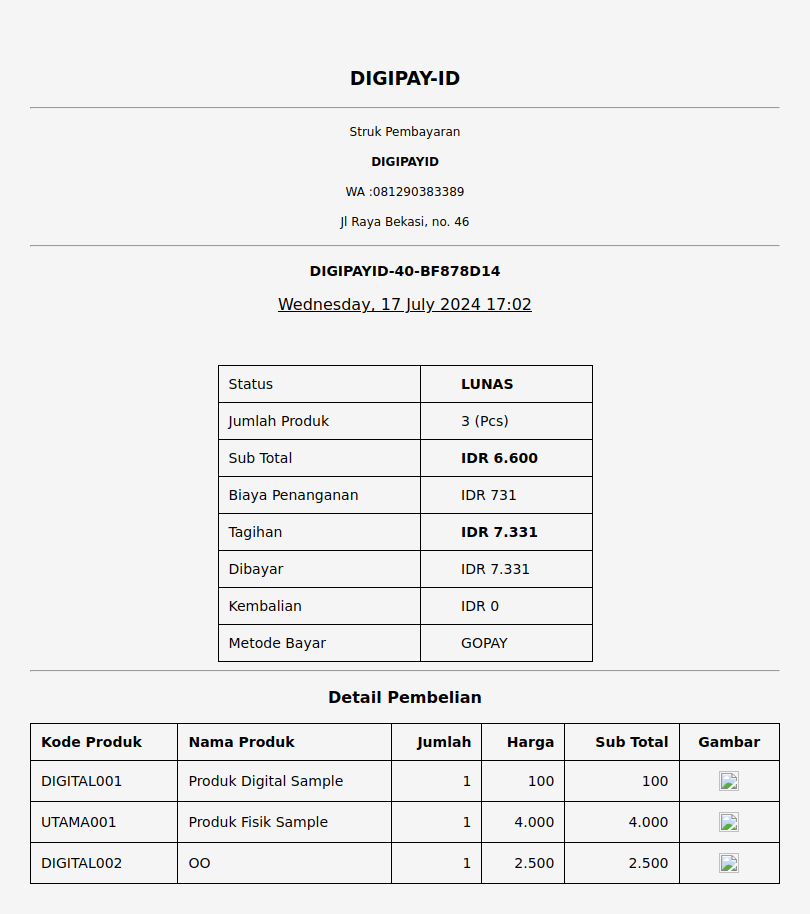 DIGIPAY-ID
Struk Pembayaran
DIGIPAYID
WA :081290383389
Jl Raya Bekasi, no. 46
DIGIPAYID-40-BF878D14
Wednesday, 17 July 2024 17:02
Status LUNAS
Jumlah Produk 3 (Pcs)
Sub Total IDR 6.600
Biaya Penanganan IDR 731
Tagihan IDR 7.331
Dibayar IDR 7.331
Kembalian IDR 0
Metode Bayar GOPAY
Detail Pembelian
Kode Produk Nama Produk Jumlah Harga Sub Total Gambar
DIGITAL001 Produk Digital Sample 1 100 100
UTAMA001 Produk Fisik Sample 1 4.000 4.000
DIGITAL002 OO 1 2.500 2.500